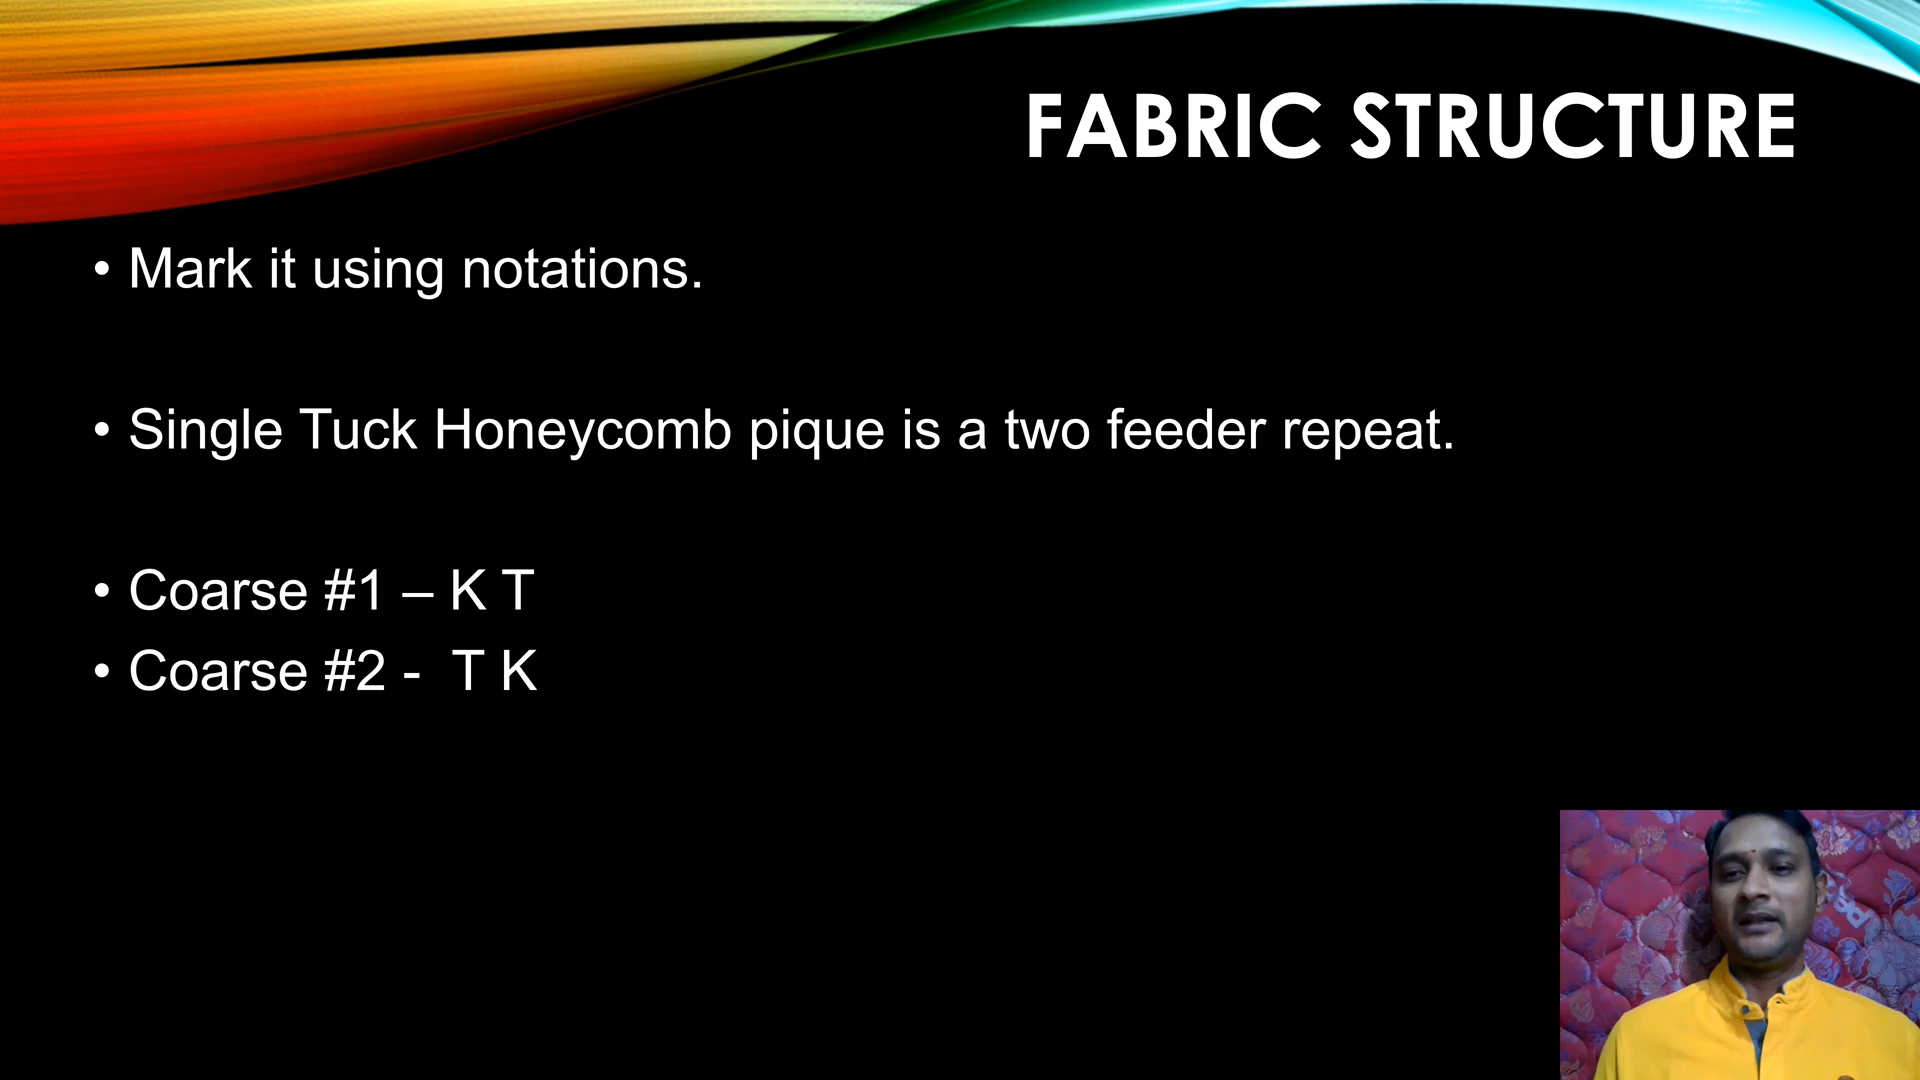 FABRIC STRUCTURE
• Mark it using notations.
• Single Tuck Honeycomb pique is a two feeder repeat.
• Coarse #1 – K T
• Coarse #2 -  T K